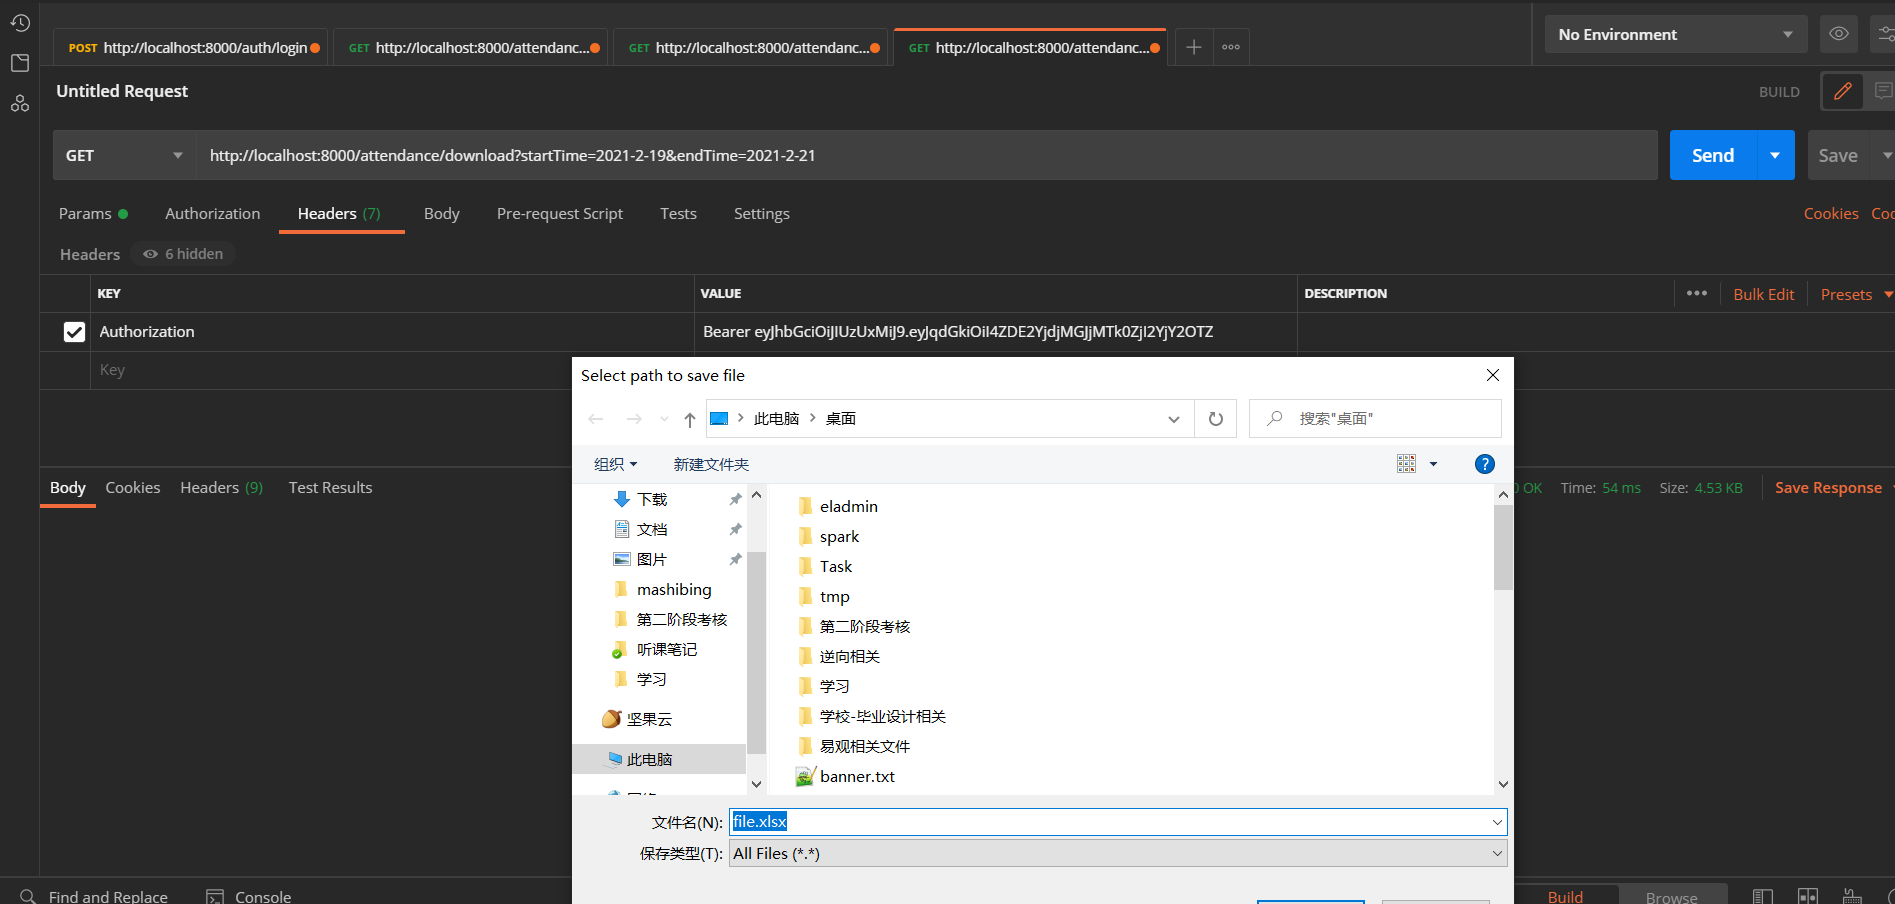 POST http://localhost:8000/auth/login
GET http://localhost:8000/attendanc...
GET http://localhost:8000/attendanc...
GET http://localhost:8000/attendanc...
No Environment
Untitled Request
BUILD
GET
http://localhost:8000/attendance/download?startTime=2021-2-19&endTime=2021-2-21
Send
Save
Params
Authorization
Headers (7)
Body
Pre-request Script
Tests
Settings
Cookies
Headers
6 hidden
KEY
VALUE
DESCRIPTION
Bulk Edit
Presets
Authorization
Bearer eyJhbGciOiJIUzUxMiJ9.eyJqdGkiOiI4ZDE2YjdjMGJjMTk0ZjI2YjY2OTZ
Key
Select path to save file
此电脑
桌面
搜索"桌面"
组织
新建文件夹
下载
文档
图片
mashibing
第二阶段考核
听课笔记
学习
坚果云
此电脑
eladmin
spark
Task
tmp
第二阶段考核
逆向相关
学习
学校-毕业设计相关
易观相关文件
banner.txt
文件名(N):
file.xlsx
保存类型(T):
All Files (*.*)
Body
Cookies
Headers (9)
Test Results
OK
Time: 54 ms
Size: 4.53 KB
Save Response
Find and Replace
Console
Build
Browse